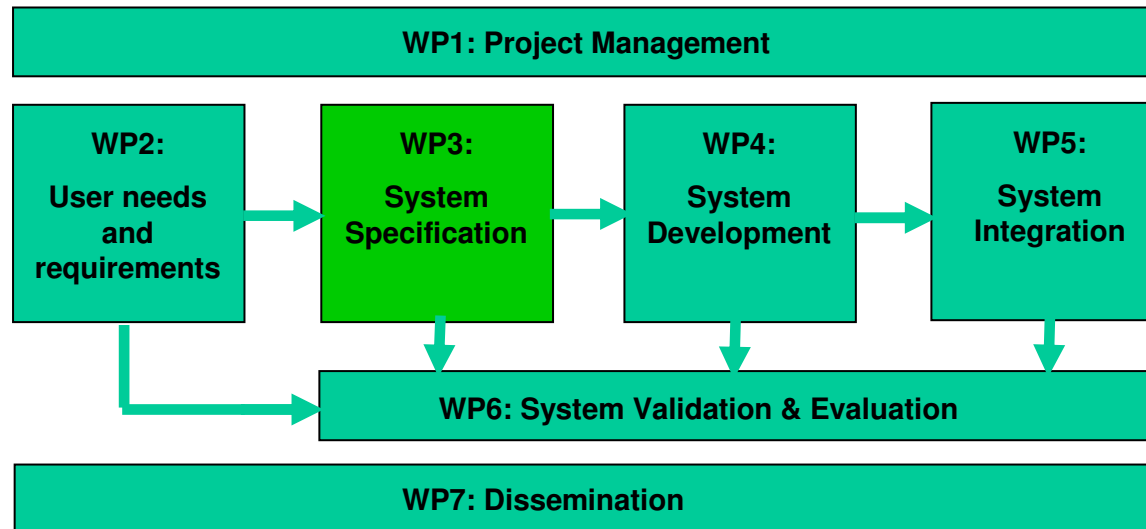 WP1: Project Management
WP2:
User needs
and
requirements
WP3:
System
Specification
WP4:
System
Development
WP5:
System
Integration
WP6: System Validation & Evaluation
WP7: Dissemination